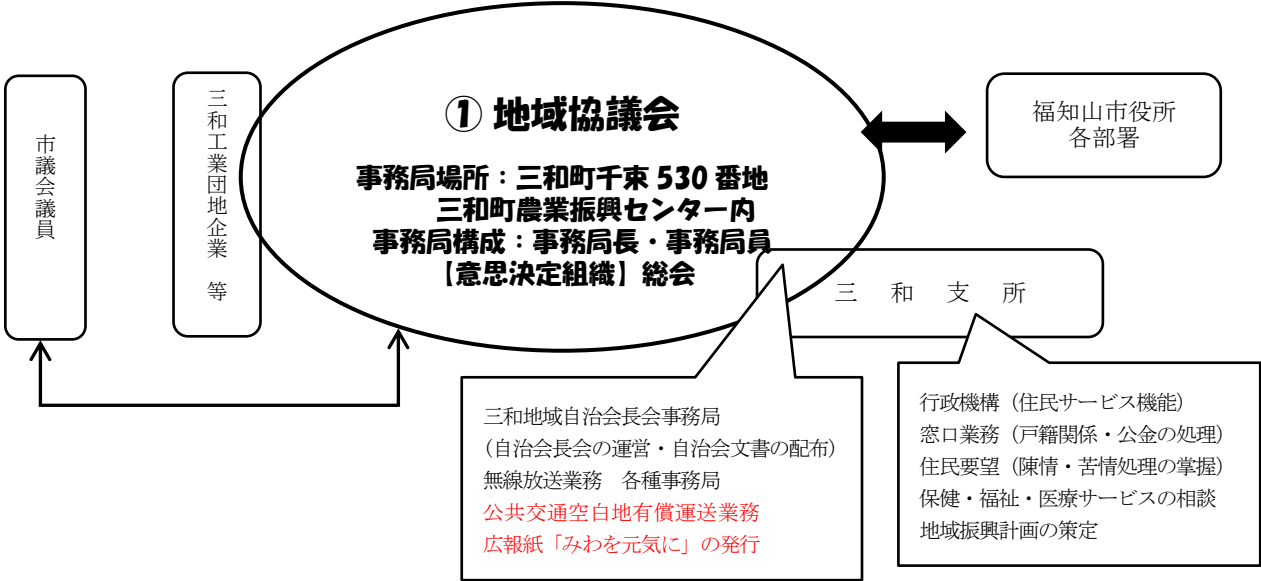 市議会議員
三和工業団地企業　等
① 地域協議会
事務局場所：三和町千束 530 番地
三和町農業振興センター内
事務局構成：事務局長・事務局員
【意思決定組織】総会
福知山市役所
各部署
三　和　支　所
三和地域自治会長会事務局
(自治会長会の運営・自治会文書の配布)
無線放送業務　各種事務局
公共交通空白地有償運送業務
広報紙「みわを元気に」の発行
行政機構（住民サービス機能）
窓口業務（戸籍関係・公金の処理）
住民要望（陳情・苦情処理の掌握）
保健・福祉・医療サービスの相談
地域振興計画の策定